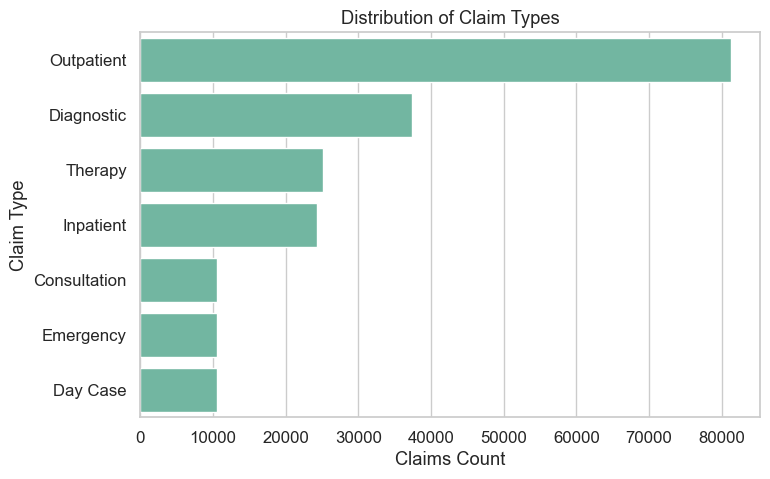 Distribution of Claim Types
Claim Type
Outpatient
Diagnostic
Therapy
Inpatient
Consultation
Emergency
Day Case
0 10000 20000 30000 40000 50000 60000 70000 80000
Claims Count